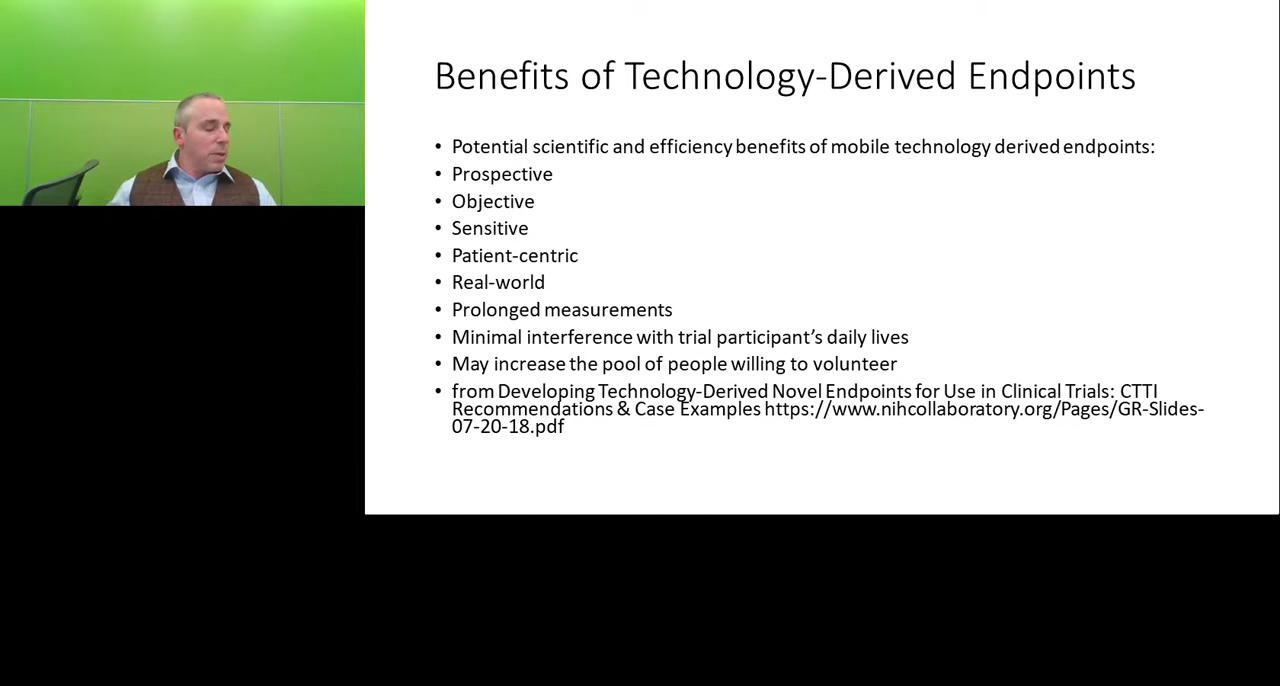 Benefits of Technology-Derived Endpoints
• Potential scientific and efficiency benefits of mobile technology derived endpoints:
• Prospective
• Objective
• Sensitive
• Patient-centric
• Real-world
• Prolonged measurements
• Minimal interference with trial participant’s daily lives
• May increase the pool of people willing to volunteer
• from Developing Technology-Derived Novel Endpoints for Use in Clinical Trials: CTTI
Recommendations & Case Examples https://www.nihcollaboratory.org/Pages/GR-Slides-
07-20-18.pdf